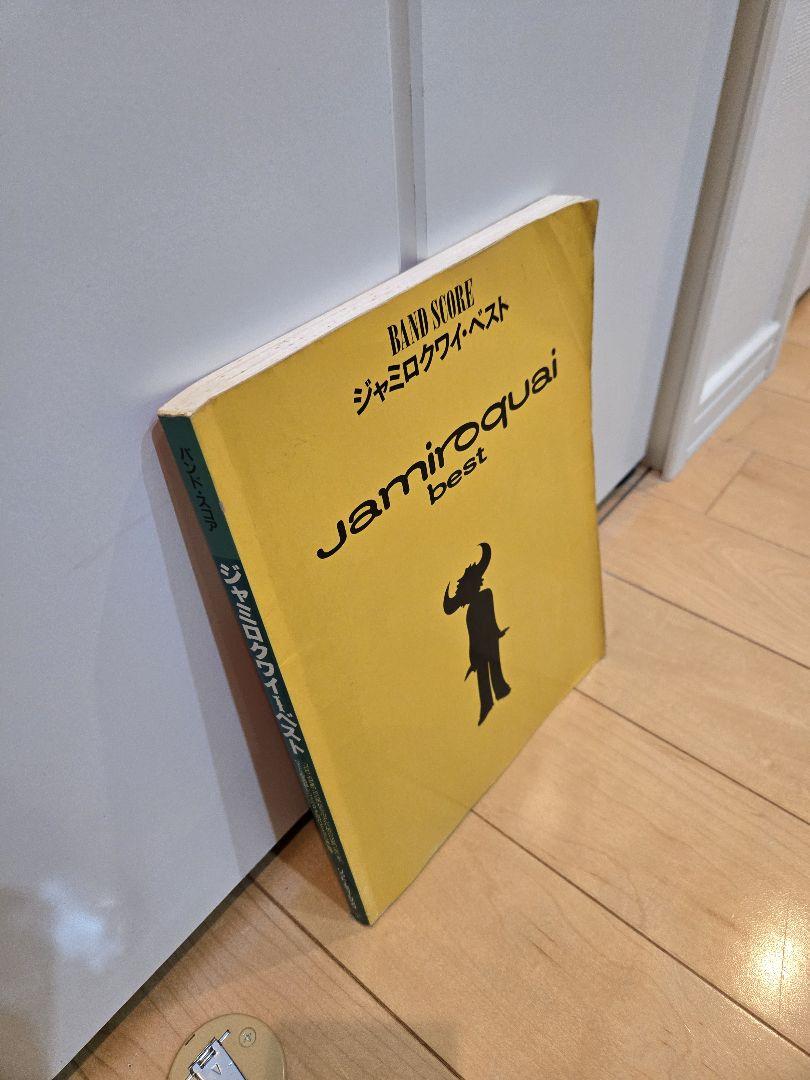 BAND SCORE
ジャミロクワイ・ベスト
Jamiroquai
best
バンド・スコア
ジャミロクワイ・ベスト